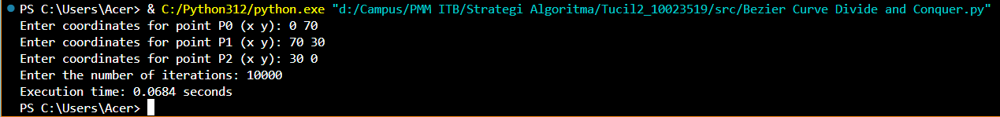 PS C:\Users\Acer> & C:/Python312/python.exe "d:/Campus/PMM ITB/Strategi Algoritma/Tucil2_10023519/src/Bezier Curve Divide and Conquer.py"
Enter coordinates for point P0 (x y): 0 70
Enter coordinates for point P1 (x y): 70 30
Enter coordinates for point P2 (x y): 30 0
Enter the number of iterations: 10000
Execution time: 0.0684 seconds
PS C:\Users\Acer>